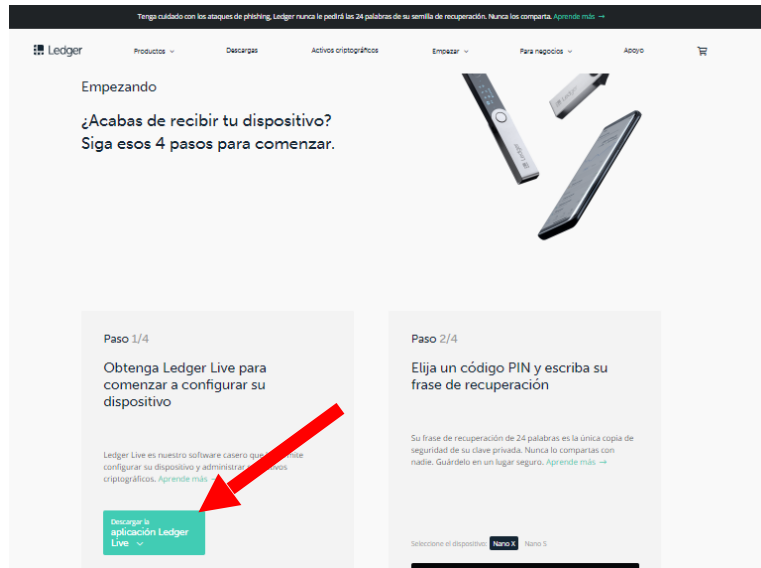 Tenga cuidado con los ataques de phishing, Ledger nunca le pedirá las 24 palabras de su semilla de recuperación. Nunca los comparta. Aprende más →
Ledger
Productos
Descargas
Activos criptográficos
Empezar
Para negocios
Apoyo
Empezando
¿Acabas de recibir tu dispositivo?
Siga esos 4 pasos para comenzar.
Ledger
Ledger
Paso 1/4
Obtenga Ledger Live para
comenzar a configurar su
dispositivo
Ledger Live es nuestro software casero que
configurar su dispositivo y administrar
criptográficos. Aprende más →
Descargar la
aplicación Ledger
Live
Paso 2/4
Elija un código PIN y escriba su
frase de recuperación
Su frase de recuperación de 24 palabras es la única copia de
seguridad de su clave privada. Nunca lo compartas con
nadie. Guárdelo en un lugar seguro. Aprende más →
Seleccione el dispositivo: Nano X Nano S